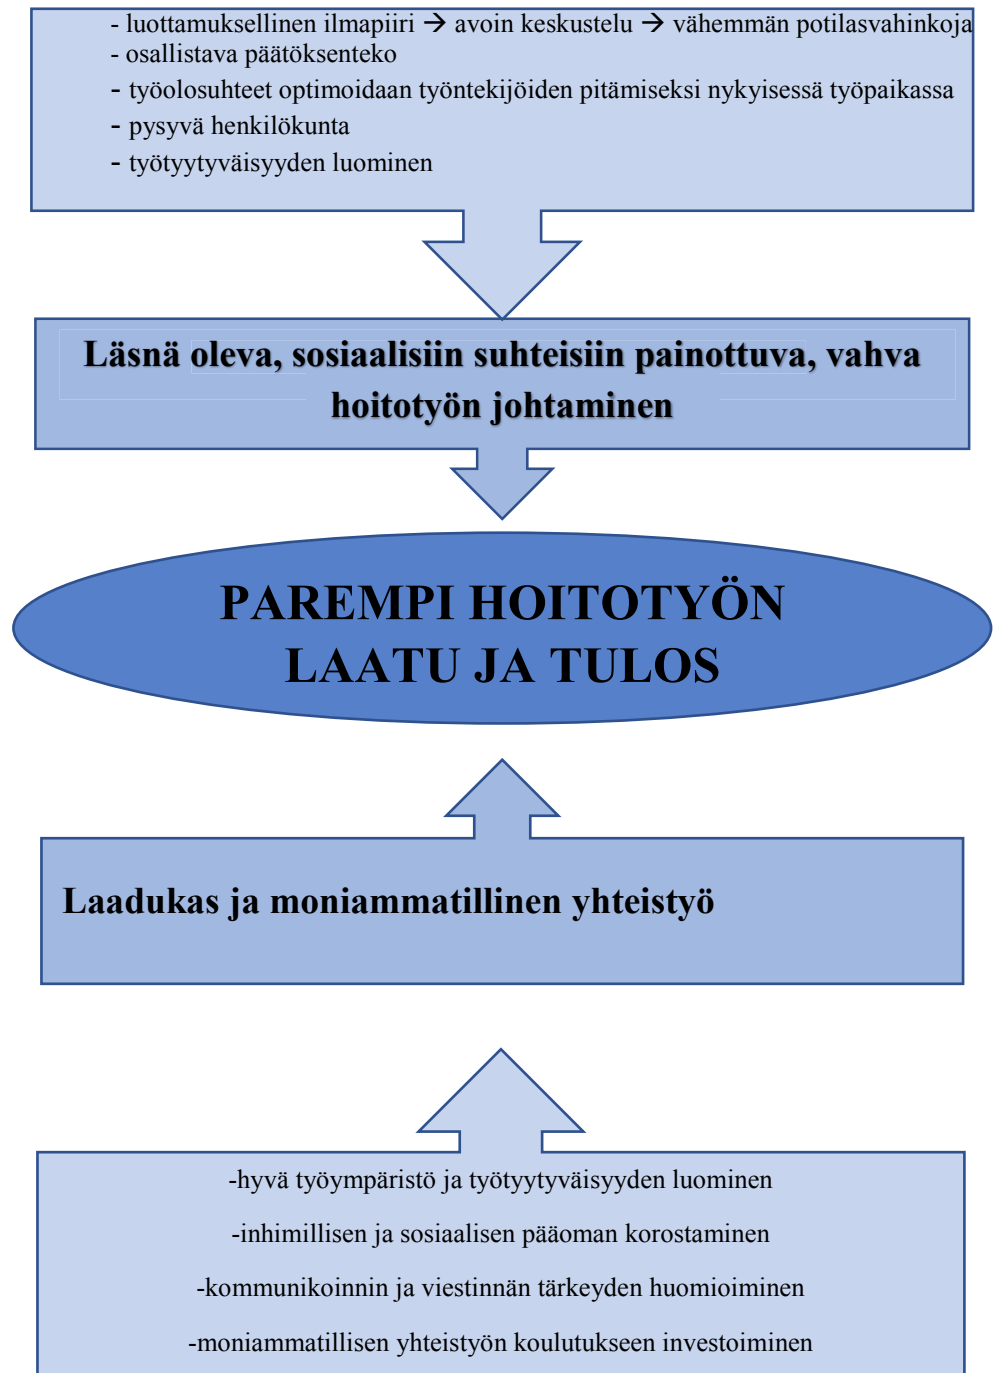 - luottamuksellinen ilmapiiri → avoin keskustelu → vähemmän potilasvahinkoja
- osallistava päätöksenteko
- työolosuhteet optimoidaan työntekijöiden pitämiseksi nykyisessä työpaikassa
- pysyvä henkilökunta
- työtyytyväisyyden luominen
Läsnä oleva, sosiaalisiin suhteisiin painottuva, vahva
hoitotyön johtaminen
PAREMPI HOITOTYÖN
LAATU JA TULOS
Laadukas ja moniammatillinen yhteistyö
-hyvä työympäristö ja työtyytyväisyyden luominen
-inhimillisen ja sosiaalisen pääoman korostaminen
-kommunikoinnin ja viestinnän tärkeyden huomioiminen
-moniammatillisen yhteistyön koulutukseen investoiminen